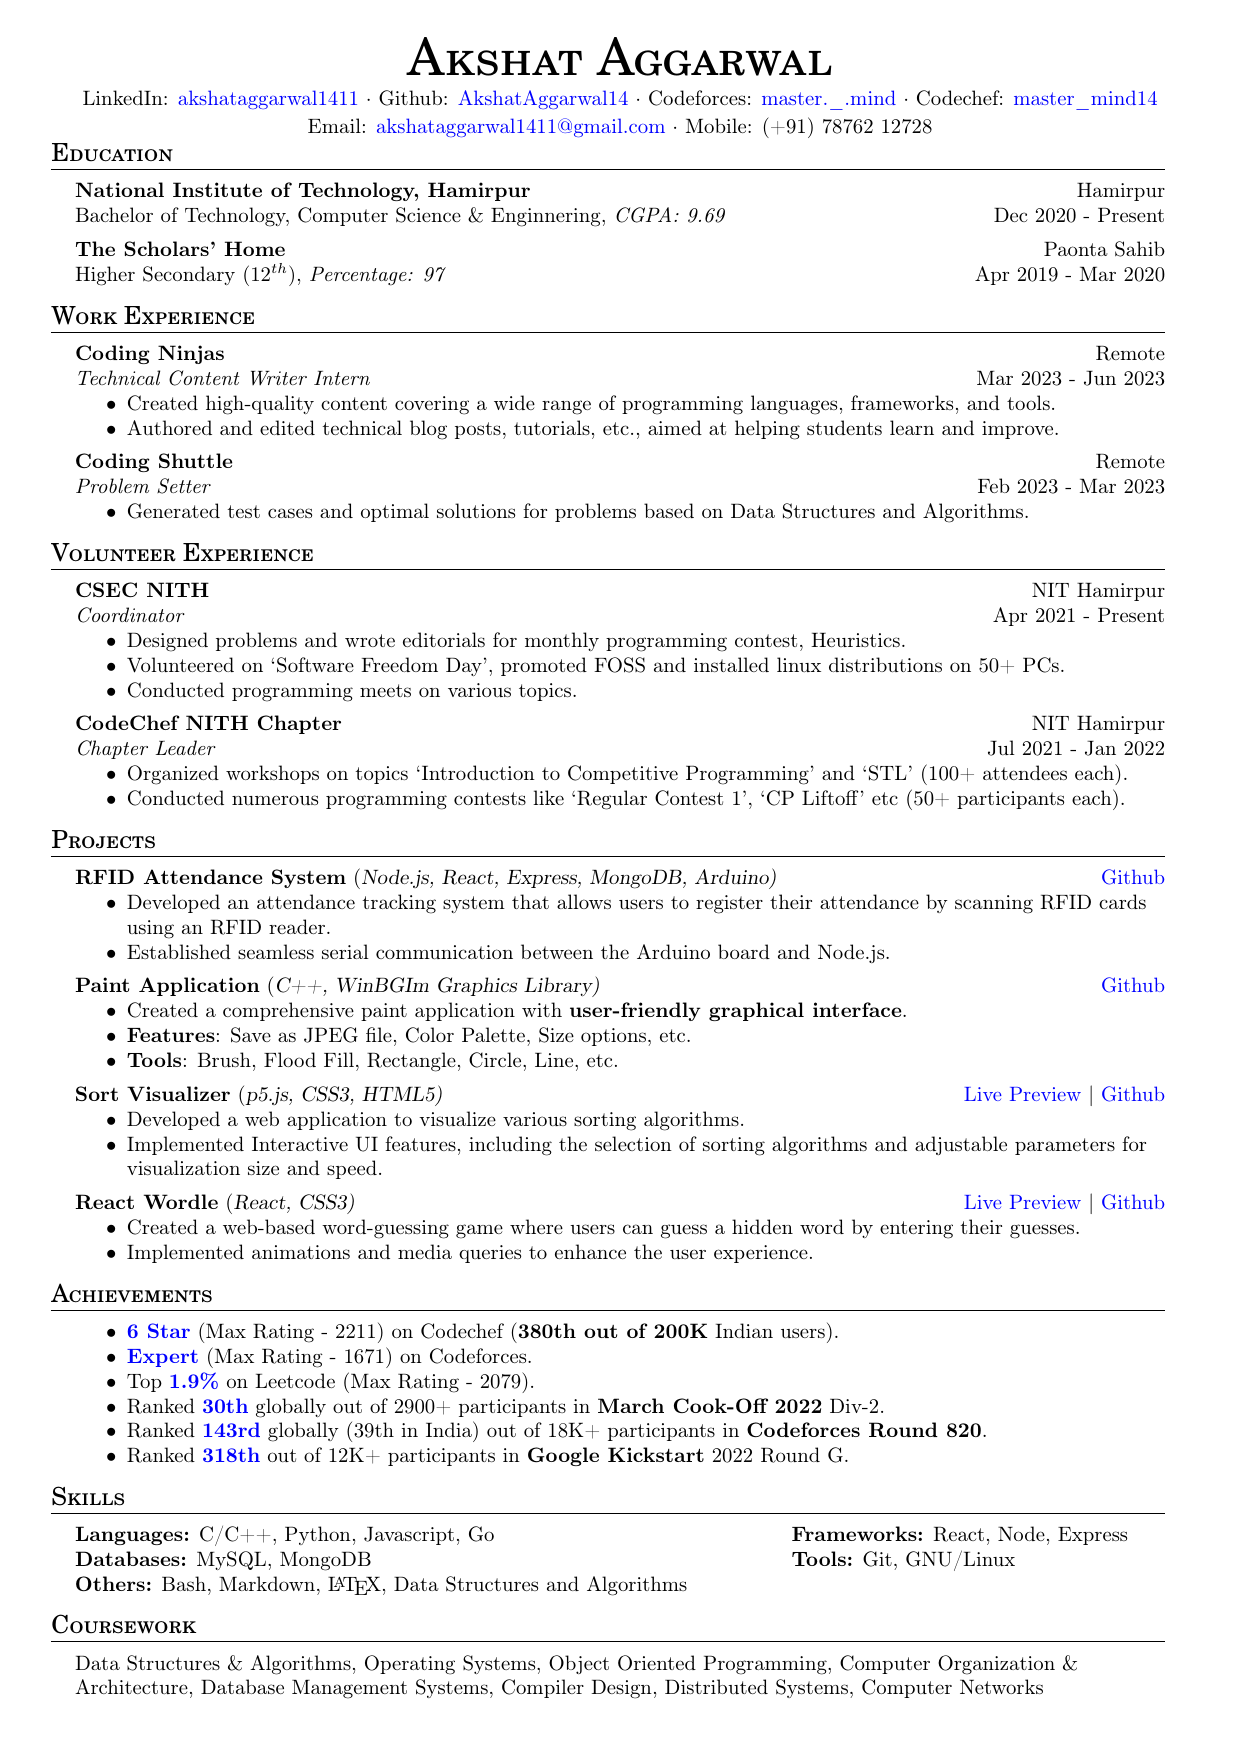 Akshat Aggarwal
LinkedIn: akshataggarwal1411 · Github: AkshatAggarwal14 · Codeforces: master._.mind · Codechef: master_mind14
Email: akshataggarwal1411@gmail.com · Mobile: (+91) 78762 12728
Education
National Institute of Technology, Hamirpur Hamirpur
Bachelor of Technology, Computer Science & Enginnering, CGPA: 9.69 Dec 2020 - Present
The Scholars' Home Paonta Sahib
Higher Secondary (12th), Percentage: 97 Apr 2019 - Mar 2020
Work Experience
Coding Ninjas Remote
Technical Content Writer Intern Mar 2023 - Jun 2023
• Created high-quality content covering a wide range of programming languages, frameworks, and tools.
• Authored and edited technical blog posts, tutorials, etc., aimed at helping students learn and improve.
Coding Shuttle Remote
Problem Setter Feb 2023 - Mar 2023
• Generated test cases and optimal solutions for problems based on Data Structures and Algorithms.
Volunteer Experience
CSEC NITH NIT Hamirpur
Coordinator Apr 2021 - Present
• Designed problems and wrote editorials for monthly programming contest, Heuristics.
• Volunteered on ‘Software Freedom Day’, promoted FOSS and installed linux distributions on 50+ PCs.
• Conducted programming meets on various topics.
CodeChef NITH Chapter NIT Hamirpur
Chapter Leader Jul 2021 - Jan 2022
• Organized workshops on topics ‘Introduction to Competitive Programming’ and ‘STL’ (100+ attendees each).
• Conducted numerous programming contests like ‘Regular Contest 1’, ‘CP Liftoff’ etc (50+ participants each).
Projects
RFID Attendance System (Node.js, React, Express, MongoDB, Arduino) Github
• Developed an attendance tracking system that allows users to register their attendance by scanning RFID cards
using an RFID reader.
• Established seamless serial communication between the Arduino board and Node.js.
Paint Application (C++, WinBGIm Graphics Library) Github
• Created a comprehensive paint application with user-friendly graphical interface.
• Features: Save as JPEG file, Color Palette, Size options, etc.
• Tools: Brush, Flood Fill, Rectangle, Circle, Line, etc.
Sort Visualizer (p5.js, CSS3, HTML5) Live Preview | Github
• Developed a web application to visualize various sorting algorithms.
• Implemented Interactive UI features, including the selection of sorting algorithms and adjustable parameters for
visualization size and speed.
React Wordle (React, CSS3) Live Preview | Github
• Created a web-based word-guessing game where users can guess a hidden word by entering their guesses.
• Implemented animations and media queries to enhance the user experience.
Achievements
• 6 Star (Max Rating - 2211) on Codechef (380th out of 200K Indian users).
• Expert (Max Rating - 1671) on Codeforces.
• Top 1.9% on Leetcode (Max Rating - 2079).
• Ranked 30th globally out of 2900+ participants in March Cook-Off 2022 Div-2.
• Ranked 143rd globally (39th in India) out of 18K+ participants in Codeforces Round 820.
• Ranked 318th out of 12K+ participants in Google Kickstart 2022 Round G.
Skills
Languages: C/C++, Python, Javascript, Go Frameworks: React, Node, Express
Databases: MySQL, MongoDB Tools: Git, GNU/Linux
Others: Bash, Markdown, LATEX, Data Structures and Algorithms
Coursework
Data Structures & Algorithms, Operating Systems, Object Oriented Programming, Computer Organization &
Architecture, Database Management Systems, Compiler Design, Distributed Systems, Computer Networks